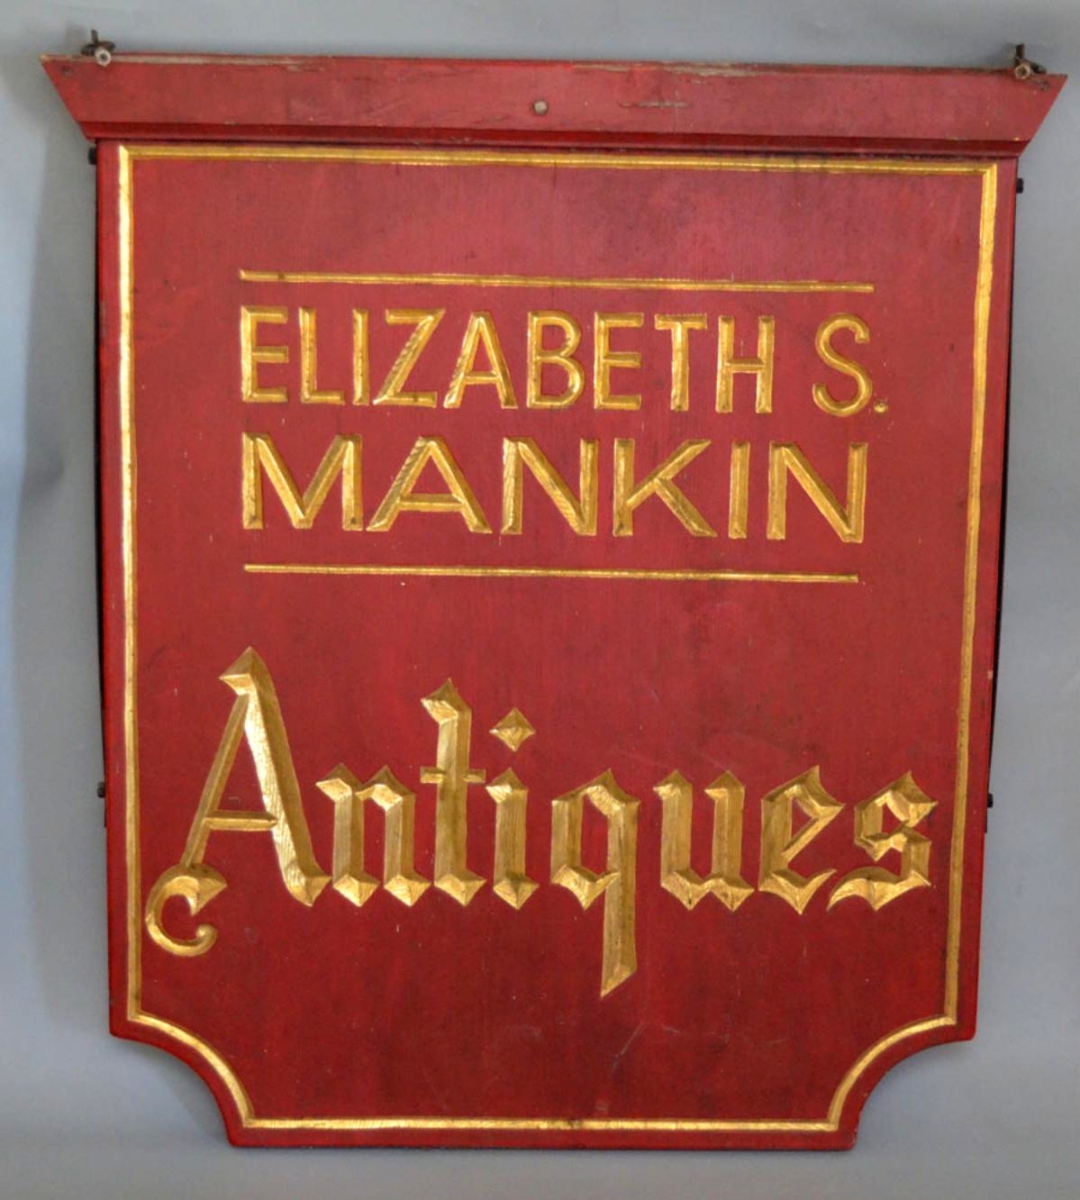 ELIZABETH S.
MANKIN
Antiques